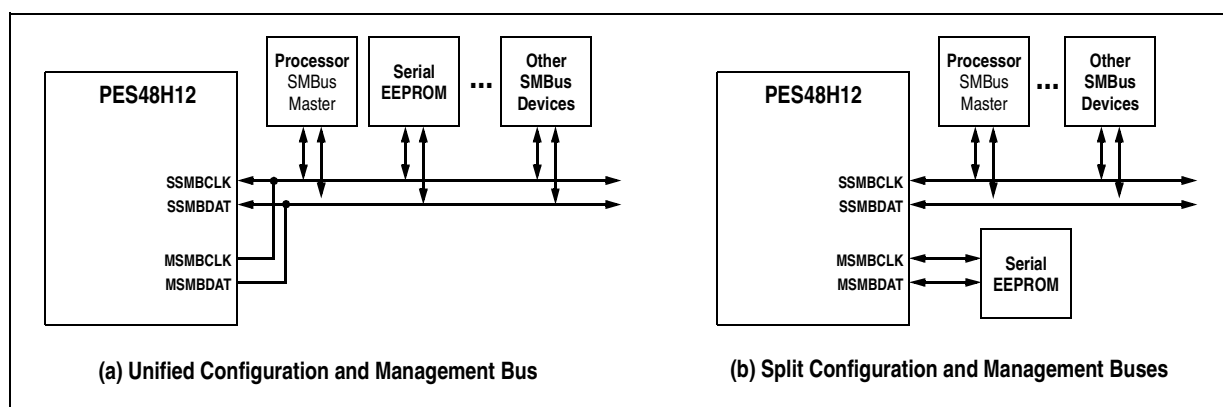 PES48H12
Processor
SMBus
Master
Serial
EEPROM
...
Other
SMBus
Devices
SSMBCLK
SSMBDAT
MSMBCLK
MSMBDAT
(a) Unified Configuration and Management Bus
PES48H12
Processor
SMBus
Master
...
Other
SMBus
Devices
SSMBCLK
SSMBDAT
MSMBCLK
MSMBDAT
Serial
EEPROM
(b) Split Configuration and Management Buses